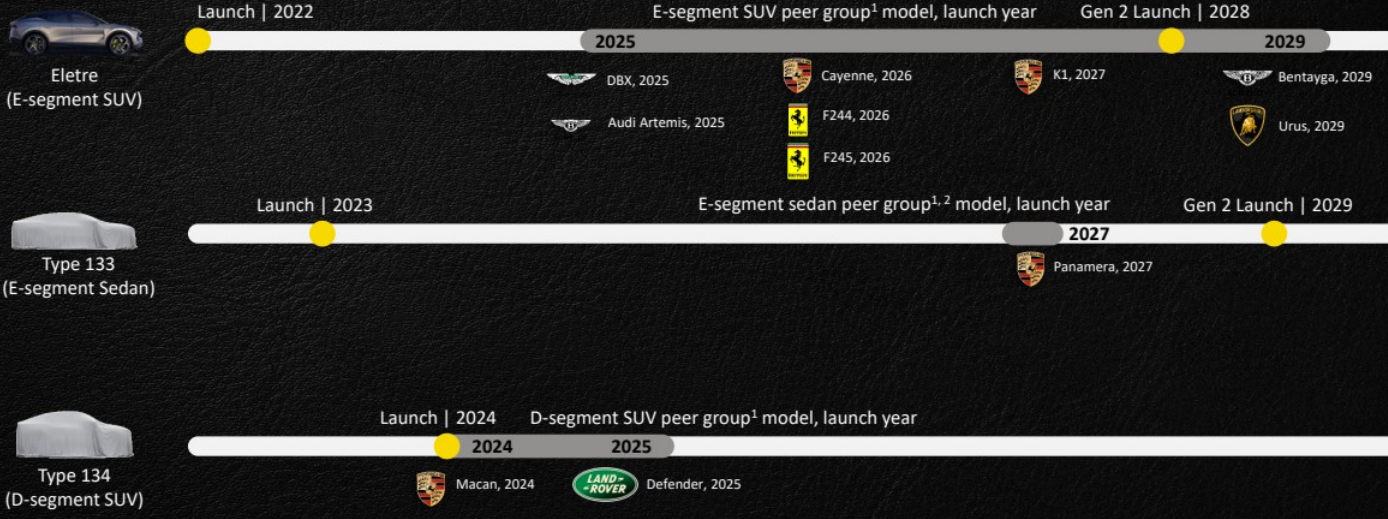 Launch | 2022
E-segment SUV peer group1 model, launch year
Gen 2 Launch | 2028
2025
2029
Eletre
(E-segment SUV)
DBX, 2025
Cayenne, 2026
K1, 2027
Bentayga, 2029
Audi Artemis, 2025
F244, 2026
Urus, 2029
F245, 2026
Launch | 2023
E-segment sedan peer group1, 2 model, launch year
Gen 2 Launch | 2029
2027
Type 133
(E-segment Sedan)
Panamera, 2027
Launch | 2024
D-segment SUV peer group1 model, launch year
2024
2025
Type 134
(D-segment SUV)
Macan, 2024
LAND-
-ROVER
Defender, 2025